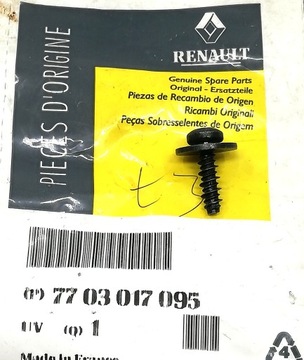 PIECES D'ORIGINE
RENAULT
Genuine Spare Parts
Original - Ersatzteile
Piezas de Recambio de Origen
Ricambi Originali
Peças Sobresselentes de Origem
(P) 77 03 017 095
UV (Q) 1
Made In France